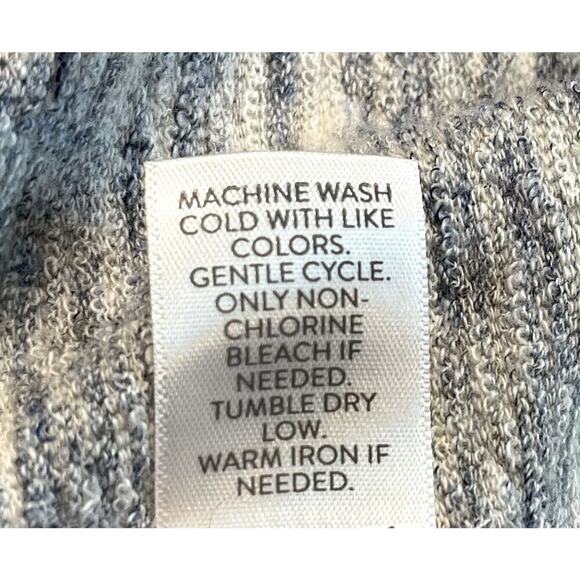 MACHINE WASH
COLD WITH LIKE
COLORS.
GENTLE CYCLE.
ONLY NON-
CHLORINE
BLEACH IF
NEEDED.
TUMBLE DRY
LOW.
WARM IRON IF
NEEDED.